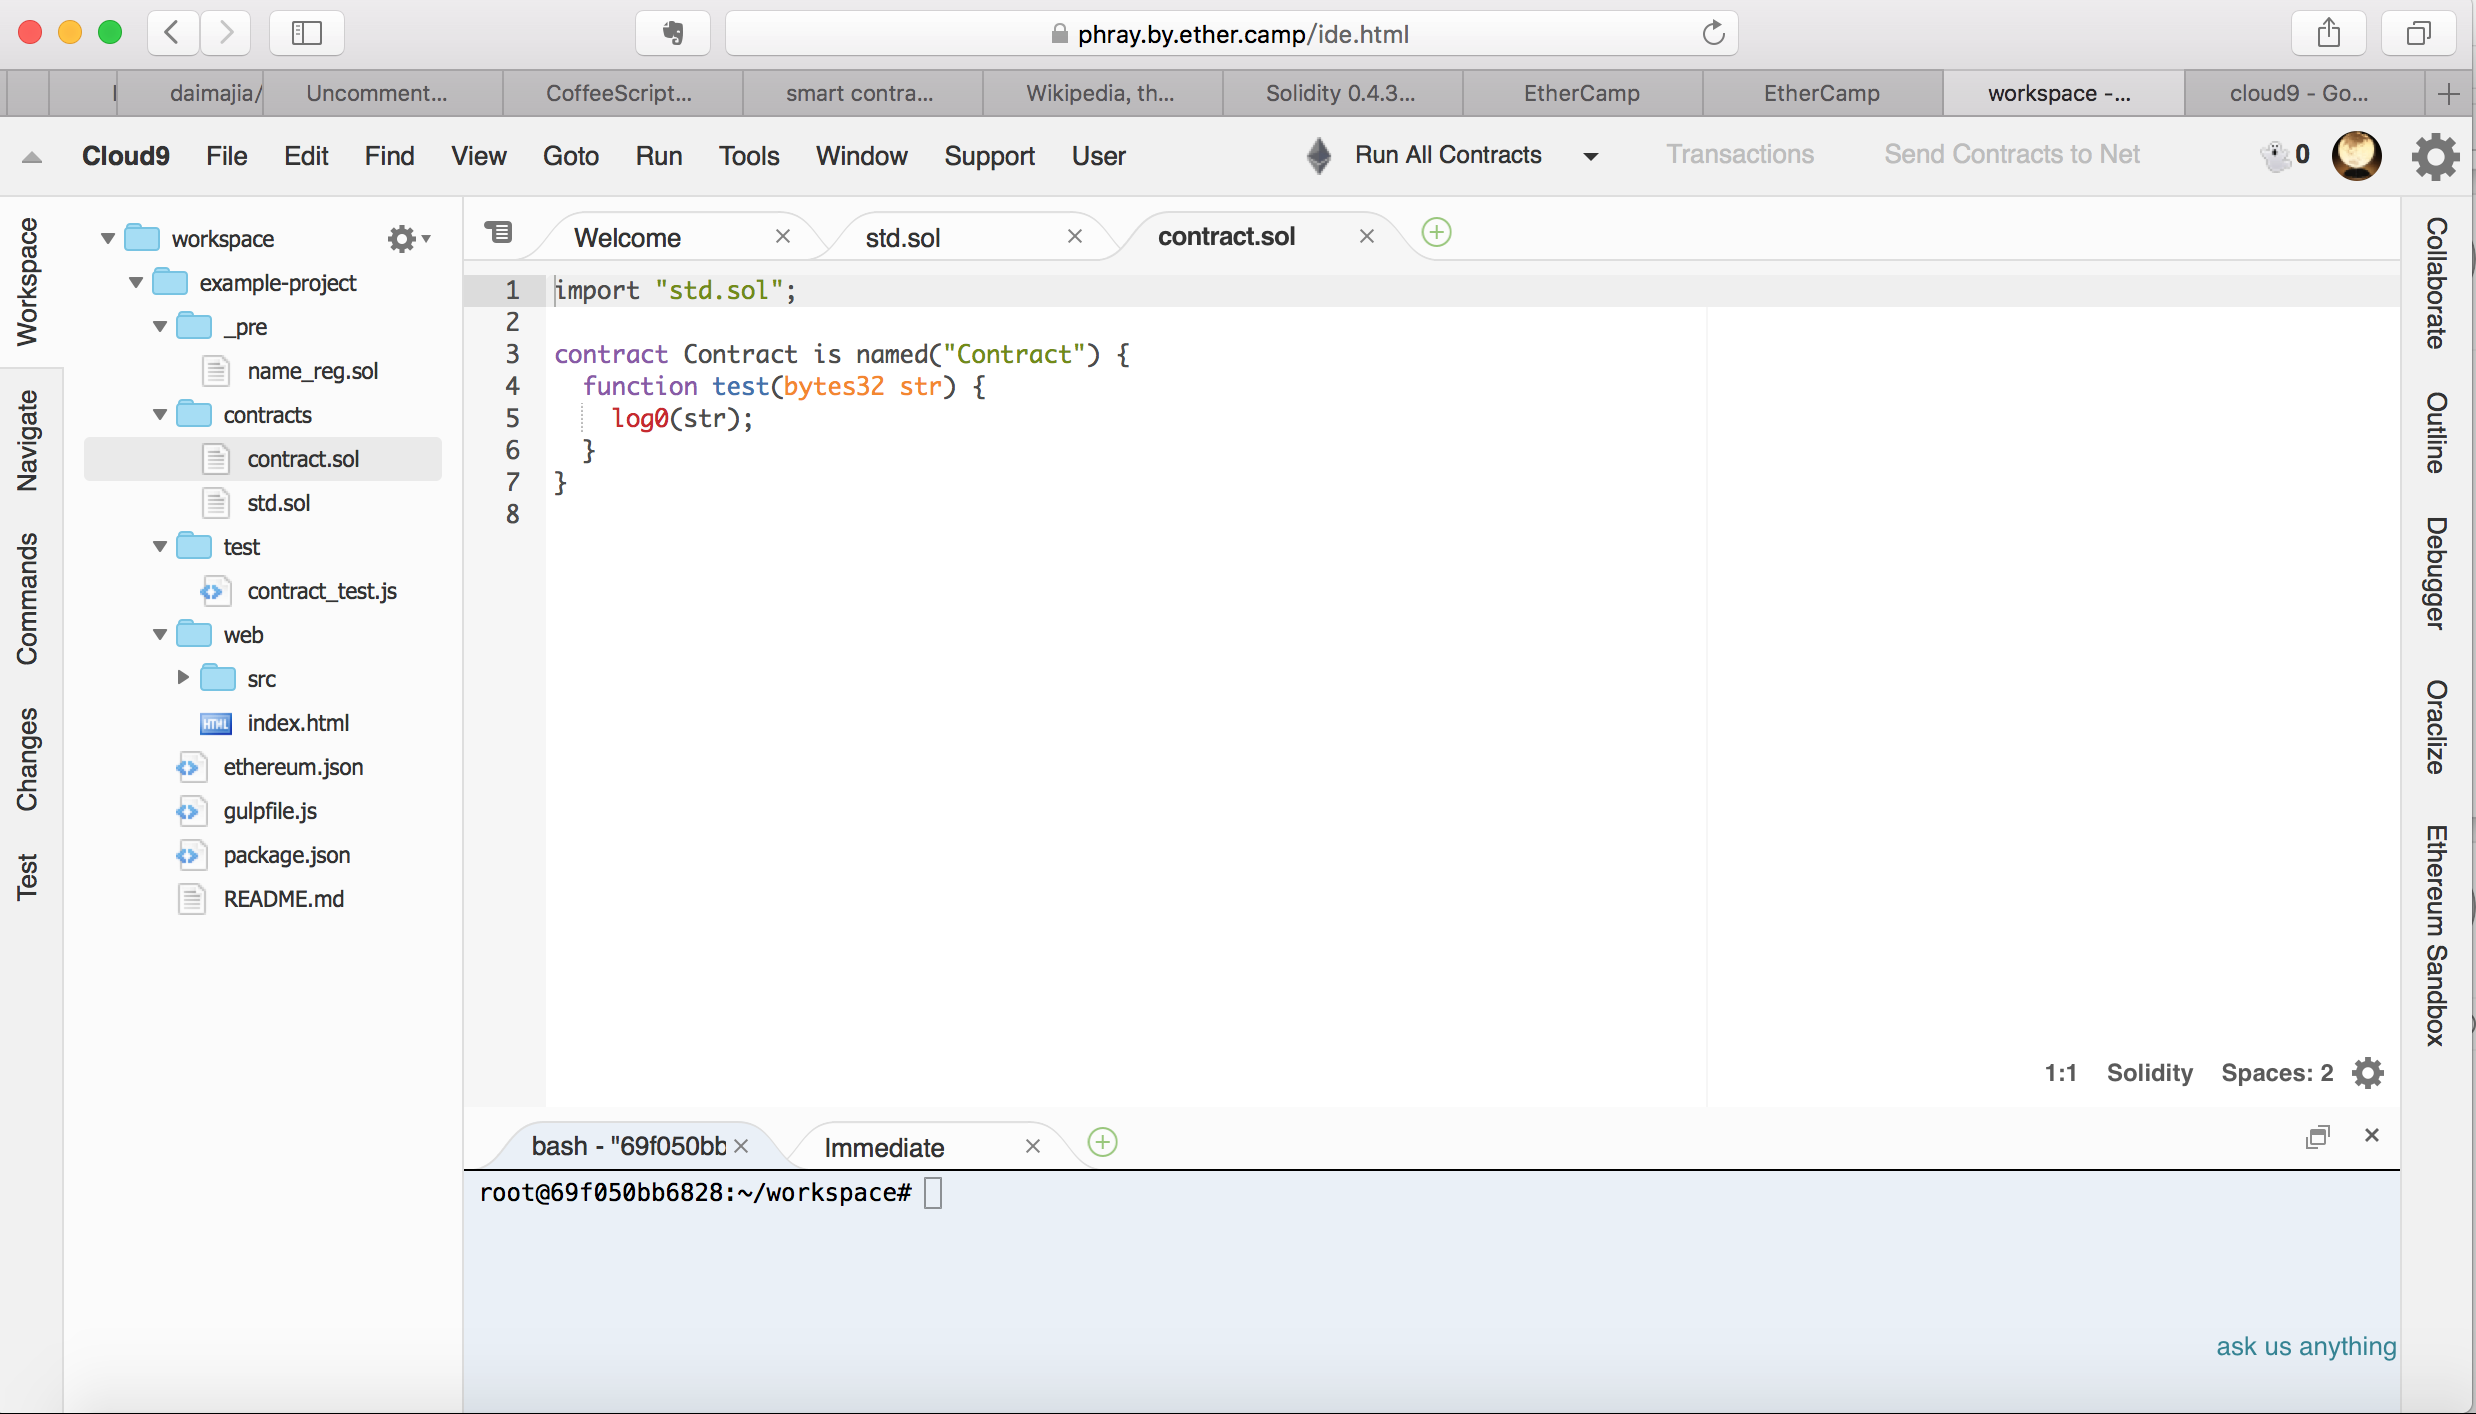 phray.by.ether.camp/ide.html
daimajia/
Uncomment...
CoffeeScript...
smart contra...
Wikipedia, th...
Solidity 0.4.3...
EtherCamp
EtherCamp
workspace -...
cloud9 - Go...
Cloud9 File Edit Find View Goto Run Tools Window Support User
Run All Contracts
Transactions
Send Contracts to Net
0
Workspace
Navigate
Commands
Changes
Test
workspace
example-project
_pre
name_reg.sol
contracts
contract.sol
std.sol
test
contract_test.js
web
src
HTML index.html
ethereum.json
gulpfile.js
package.json
README.md
Welcome
std.sol
contract.sol
1 import "std.sol";
2
3 contract Contract is named("Contract") {
4 function test(bytes32 str) {
5 log0(str);
6 }
7 }
8
1:1 Solidity Spaces: 2
bash - "69f050bb
Immediate
root@69f050bb6828:~/workspace#
ask us anything
Collaborate
Outline
Debugger
Oraclize
Ethereum Sandbox